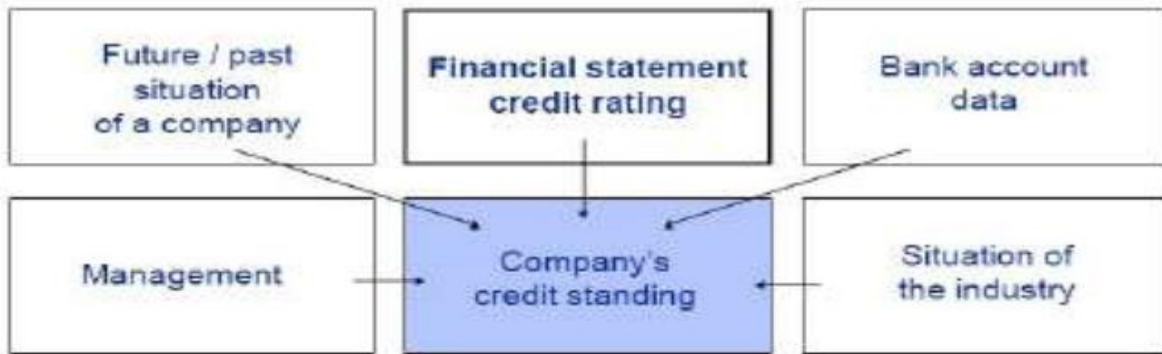 Future / past
situation
of a company
Financial statement
credit rating
Bank account
data
Management
Company's
credit standing
Situation of
the industry